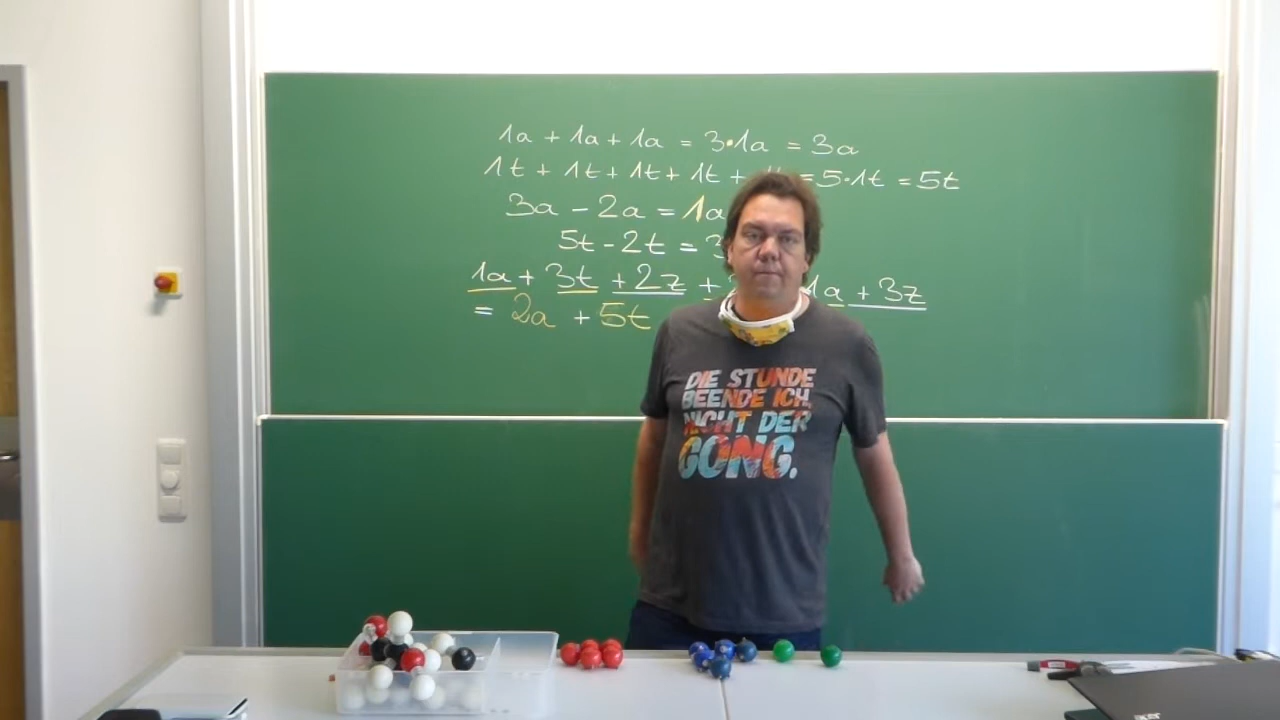 1a + 1a + 1a = 3·1a = 3a
1t + 1t + 1t + 1t + = 5·1t = 5t
3a - 2a = 1a
5t - 2t = 3
1a + 3t + 2z + 1a + 3z
= 2a + 5t
DIE STUNDE
BEENDE ICH,
NICHT DER
GONG.
acer